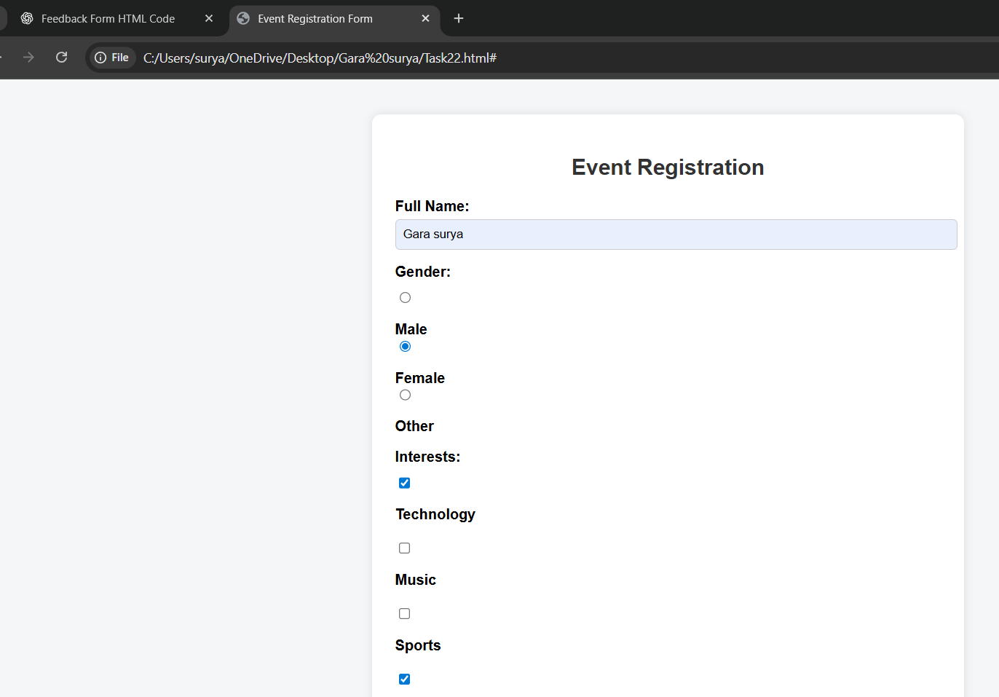 Feedback Form HTML Code
Event Registration Form
File C:/Users/surya/OneDrive/Desktop/Gara%20surya/Task22.html#
Event Registration
Full Name:
Gara surya
Gender:
Male
Female
Other
Interests:
Technology
Music
Sports